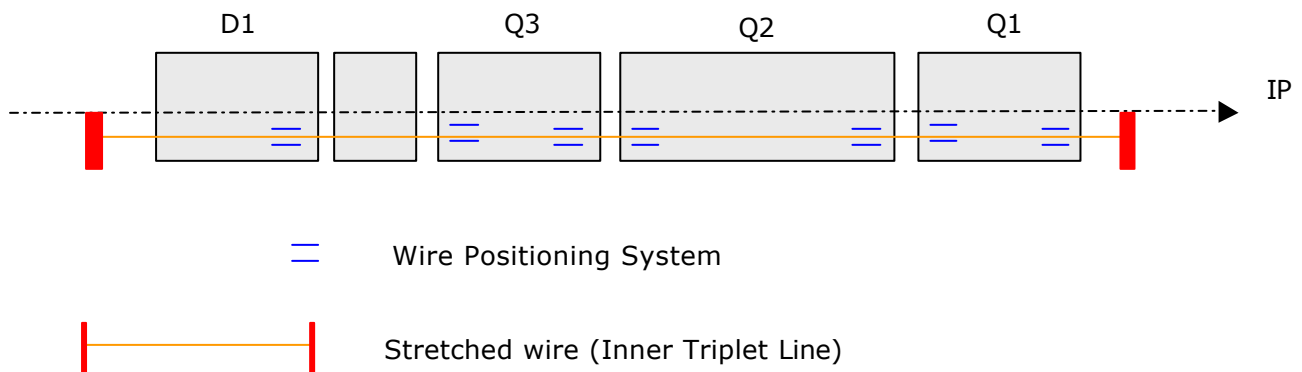 D1
Q3
Q2
Q1
IP
Wire Positioning System
Stretched wire (Inner Triplet Line)